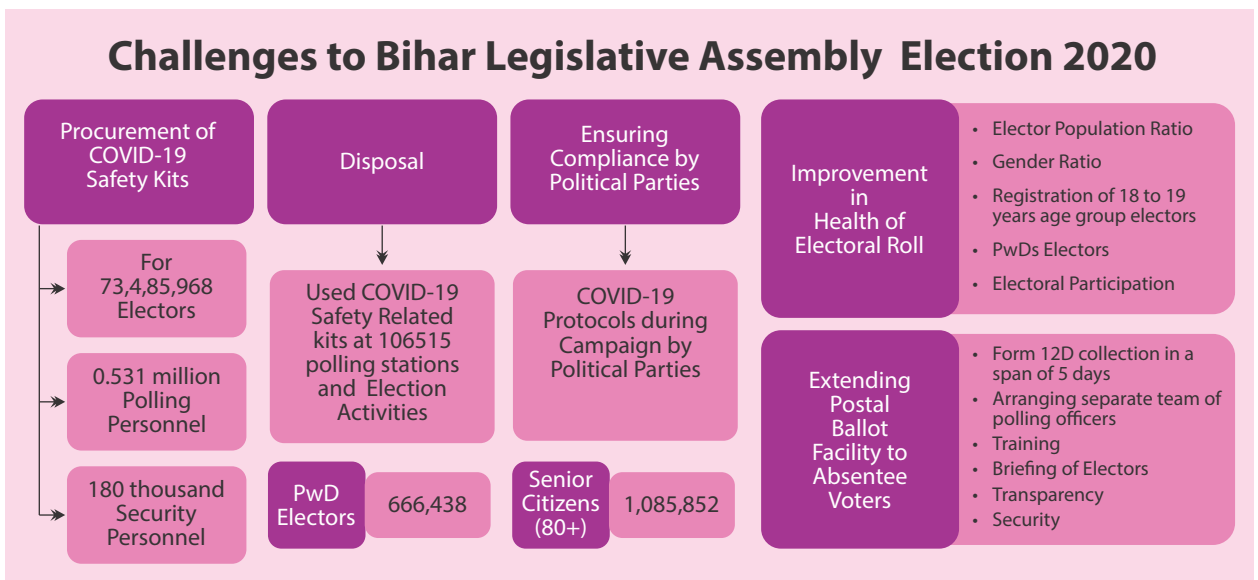 Challenges to Bihar Legislative Assembly Election 2020
Procurement of
COVID-19
Safety Kits
For
73,4,85,968
Electors
0.531 million
Polling
Personnel
180 thousand
Security
Personnel
Disposal
Used COVID-19
Safety Related
kits at 106515
polling stations
and Election
Activities
Ensuring
Compliance by
Political Parties
COVID-19
Protocols during
Campaign by
Political Parties
PwD
Electors
666,438
Senior
Citizens
(80+)
1,085,852
Improvement
in
Health of
Electoral Roll
• Elector Population Ratio
• Gender Ratio
• Registration of 18 to 19
years age group electors
• PwDs Electors
• Electoral Participation
Extending
Postal
Ballot
Facility to
Absentee
Voters
• Form 12D collection in a
span of 5 days
• Arranging separate team of
polling officers
• Training
• Briefing of Electors
• Transparency
• Security